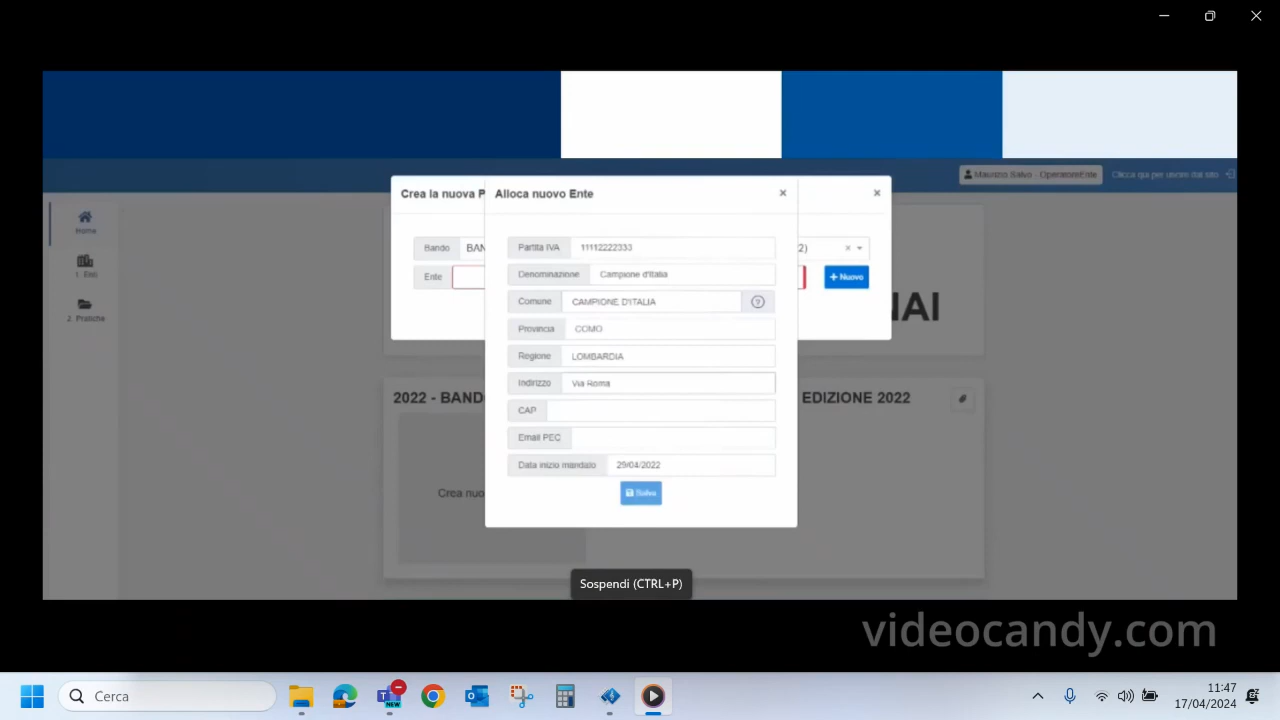 Maurizio Salvo - OperatoreEnte
Clicca qui per uscire dal sito
Crea la nuova P
Alloca nuovo Ente
×
×
Home
1. Enti
2. Pratiche
Bando
BAN
2)
×
Ente
+ Nuovo
Partita IVA
11112222333
Denominazione
Campione d'Italia
Comune
CAMPIONE D'ITALIA
?
Provincia
COMO
Regione
LOMBARDIA
Indirizzo
Via Roma
CAP
Email PEC
Data inizio mandato
29/04/2022
Salva
NAI
2022 - BAND
EDIZIONE 2022
Crea nuo
Sospendi (CTRL+P)
videocandy.com
Cerca
NEW
11:47
17/04/2024